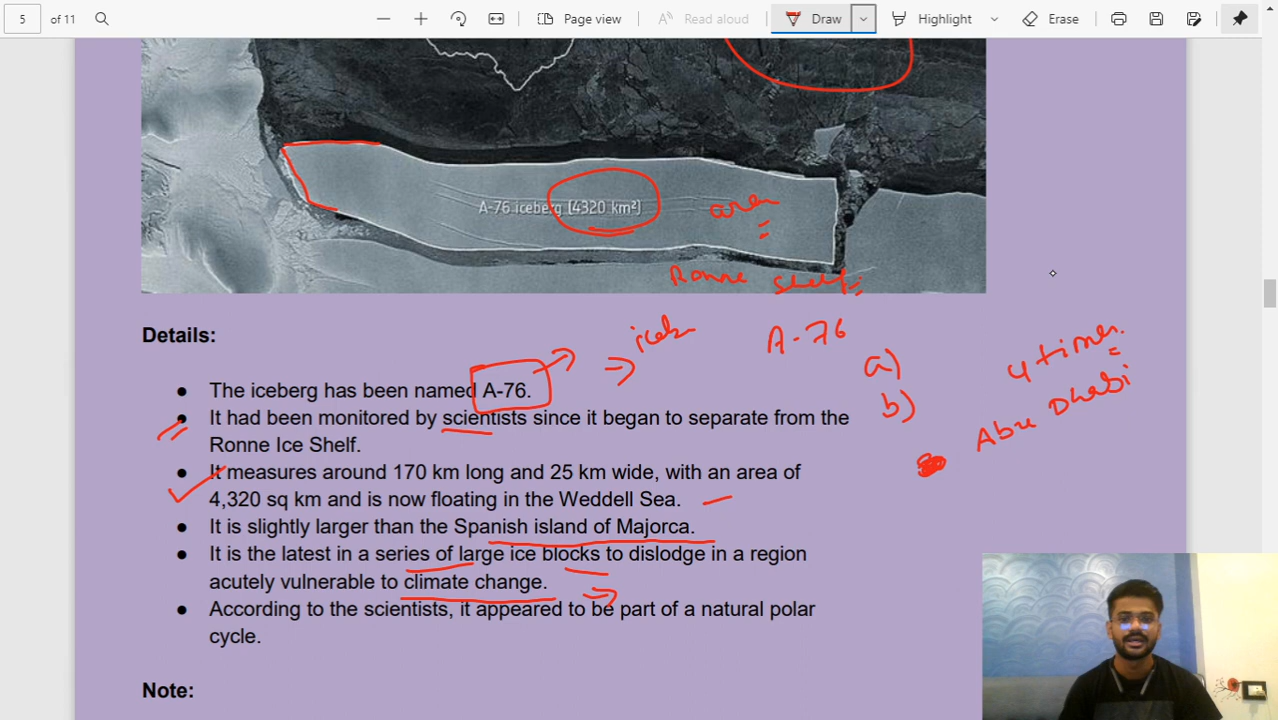 5 of 11 Page view Read aloud Draw Highlight Erase
A-76 iceberg (4320 km²) area
Ronne Shelf
Details:
iceb
A-76
a)
b)
4 times
Abu Dhabi
● The iceberg has been named A-76.
● It had been monitored by scientists since it began to separate from the
Ronne Ice Shelf.
● It measures around 170 km long and 25 km wide, with an area of
4,320 sq km and is now floating in the Weddell Sea.
● It is slightly larger than the Spanish island of Majorca.
● It is the latest in a series of large ice blocks to dislodge in a region
acutely vulnerable to climate change.
● According to the scientists, it appeared to be part of a natural polar
cycle.
Note: